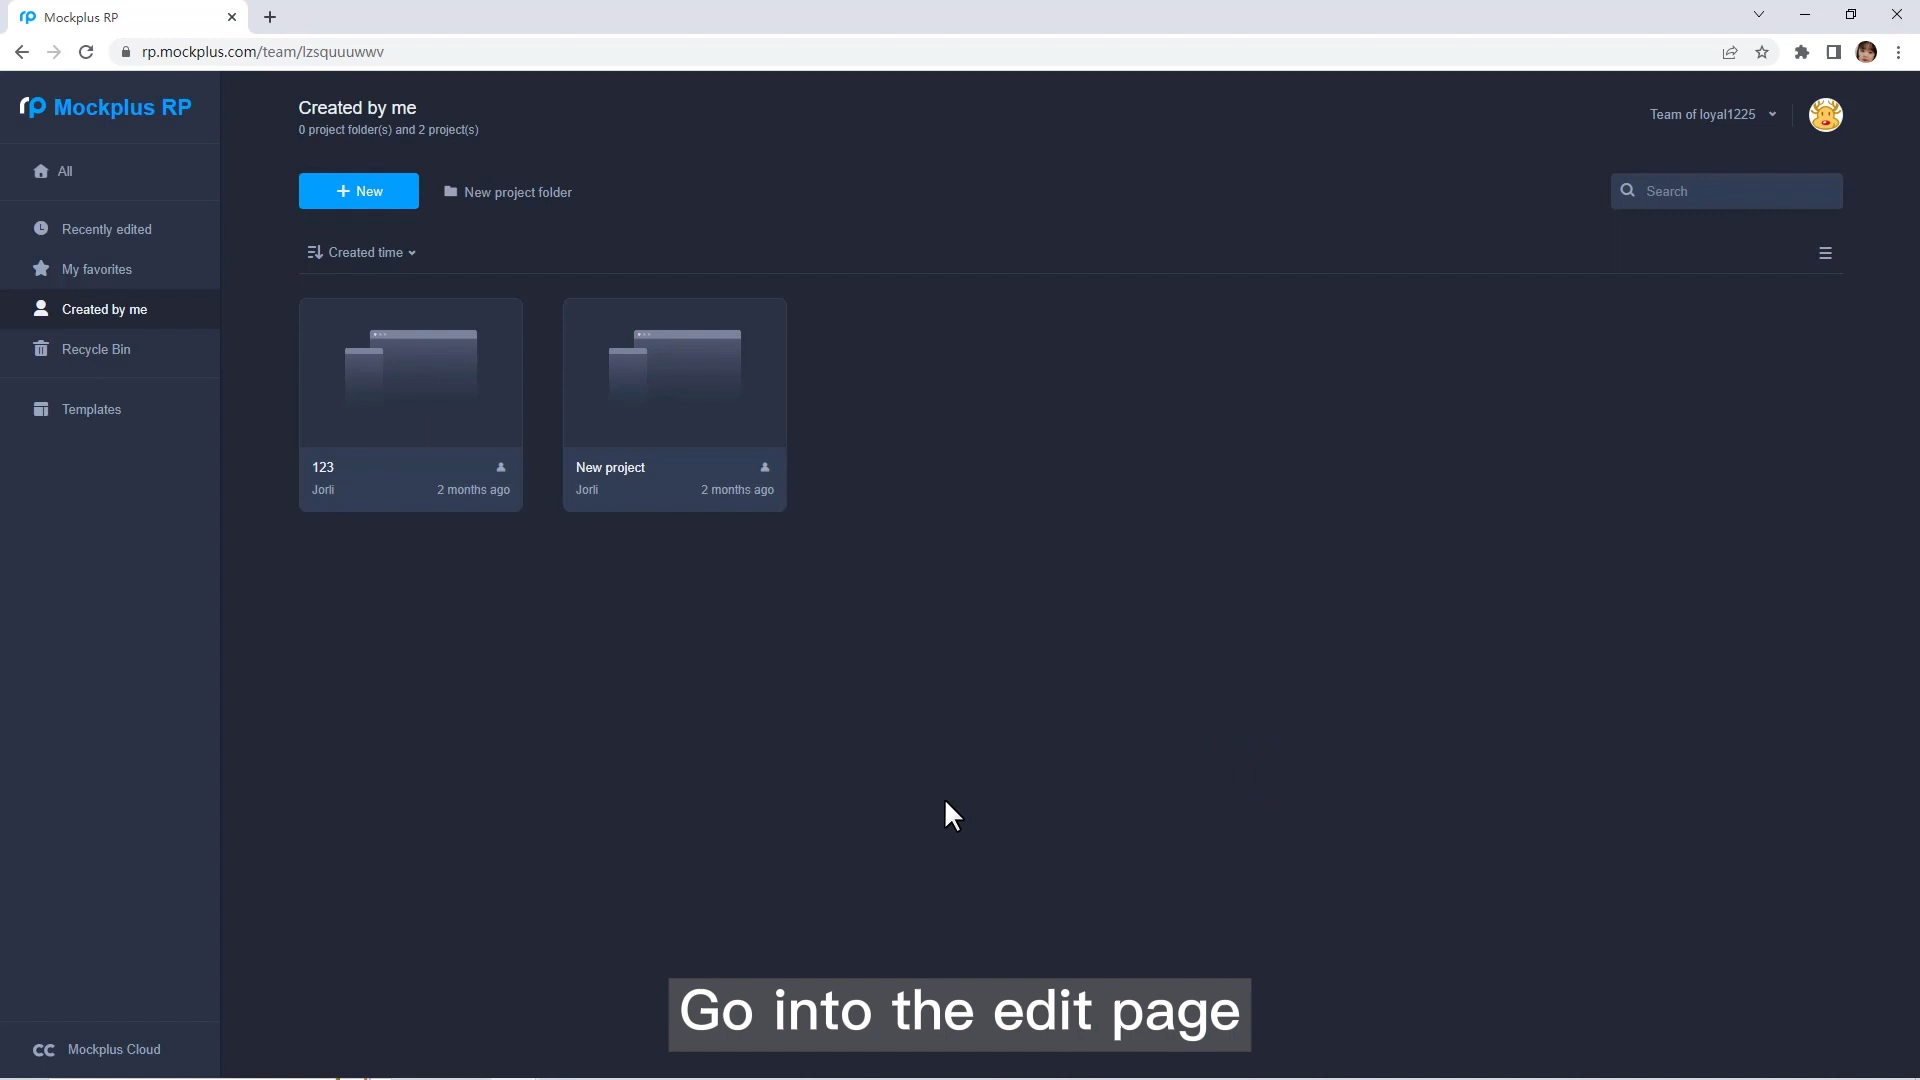 Mockplus RP
rp.mockplus.com/team/lzsquuuwwv
rp Mockplus RP
Created by me
0 project folder(s) and 2 project(s)
Team of loyal1225
All
+ New
New project folder
Search
Recently edited
Created time
My favorites
Created by me
Recycle Bin
Templates
123
Jorli 2 months ago
New project
Jorli 2 months ago
Go into the edit page
CC Mockplus Cloud